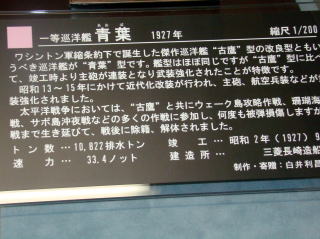 あおば
一等巡洋艦 青葉 1927年 縮尺1/200
ワシントン軍縮条約下で誕生した傑作巡洋艦“古鷹”型の改良型ともい
うべき巡洋艦が“青葉”型です。艦型はほぼ同じですが“古鷹”型に比べ
て、竣工時より主砲が連装となり武装強化されたことが特徴です。
昭和13~15年にかけて近代化改装が行われ、主砲、航空兵装などが
装強化されました。
太平洋戦争においては、“古鷹”と共にウェーク島攻略作戦、珊瑚海
戦、サボ島沖夜戦などの多くの作戦に参加し、何度も被弾損傷しま
戦まで生き延びて、戦後に除籍、解体されました。
トン数・・・10,822排水トン 竣工・・・昭和2年(1927)9
速力・・・33.4ノット 建造所・・・三菱長崎造船
制作・寄贈:白井利昌